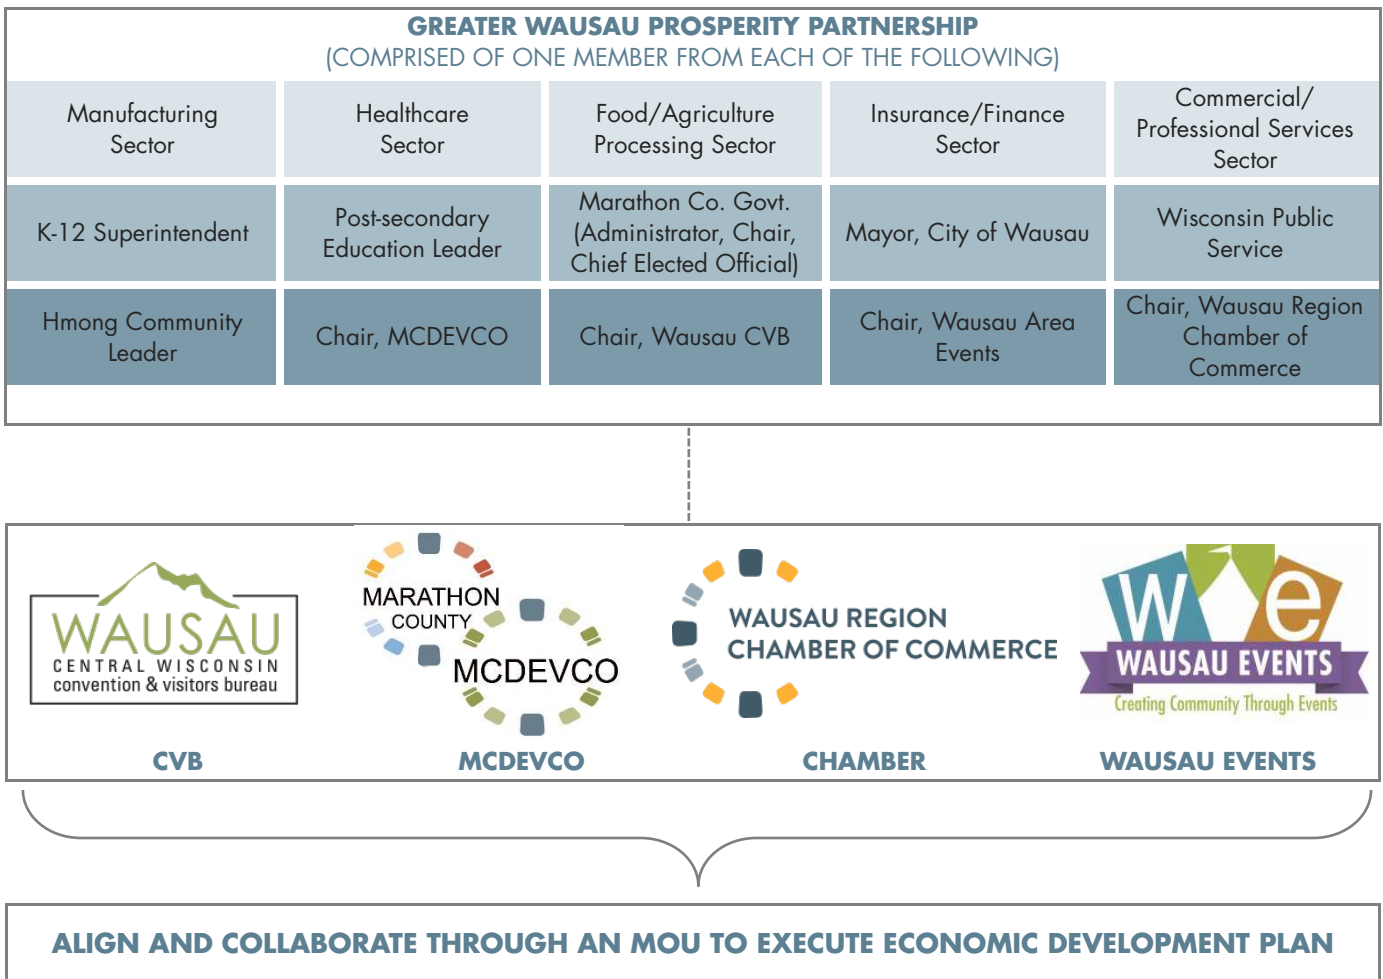 GREATER WAUSAU PROSPERITY PARTNERSHIP
(COMPRISED OF ONE MEMBER FROM EACH OF THE FOLLOWING)
Manufacturing
Sector
Healthcare
Sector
Food/Agriculture
Processing Sector
Insurance/Finance
Sector
Commercial/
Professional Services
Sector
K-12 Superintendent
Post-secondary
Education Leader
Marathon Co. Govt.
(Administrator, Chair,
Chief Elected Official)
Mayor, City of Wausau
Wisconsin Public
Service
Hmong Community
Leader
Chair, MCDEVCO
Chair, Wausau CVB
Chair, Wausau Area
Events
Chair, Wausau Region
Chamber of
Commerce
WAUSAU
CENTRAL WISCONSIN
convention & visitors bureau
CVB
MARATHON
COUNTY
MCDEVCO
MCDEVCO
WAUSAU REGION
CHAMBER OF COMMERCE
CHAMBER
we
WAUSAU EVENTS
Creating Community Through Events
WAUSAU EVENTS
ALIGN AND COLLABORATE THROUGH AN MOU TO EXECUTE ECONOMIC DEVELOPMENT PLAN